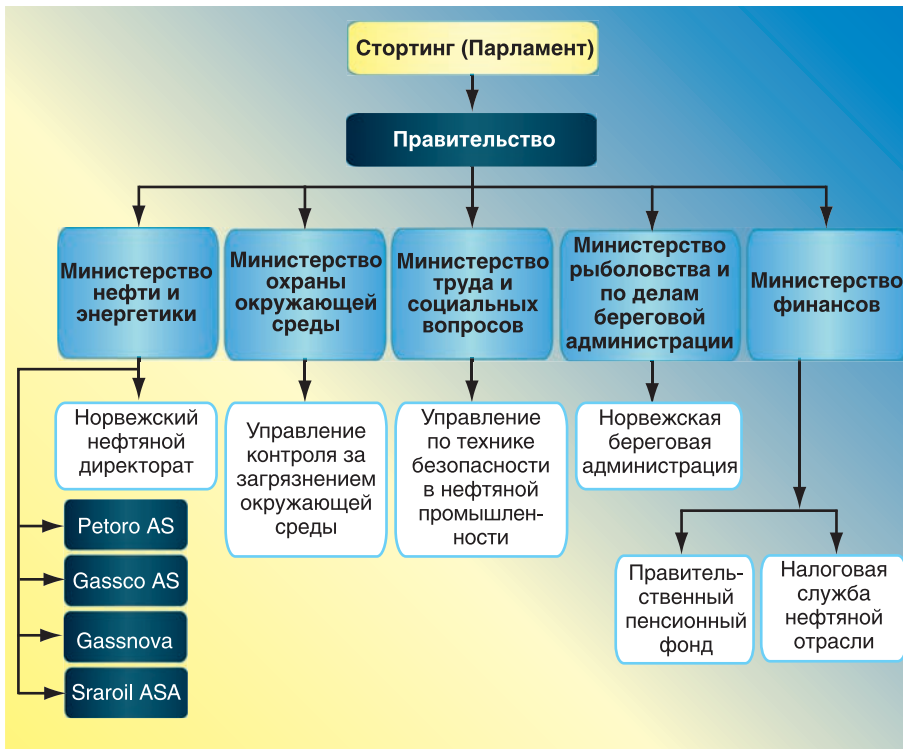 Стортинг (Парламент)
Правительство
Министерство
нефти и
энергетики
Министерство
охраны
окружающей
среды
Министерство
труда и
социальных
вопросов
Министерство
рыболовства и
по делам
береговой
администрации
Министерство
финансов
Норвежский
нефтяной
директорат
Управление
контроля за
загрязнением
окружающей
среды
Управление
по технике
безопасности
в нефтяной
промышлен-
ности
Норвежская
береговая
администрация
Petoro AS
Gassco AS
Gassnova
Sraroil ASA
Правитель-
ственный
пенсионный
фонд
Налоговая
служба
нефтяной
отрасли